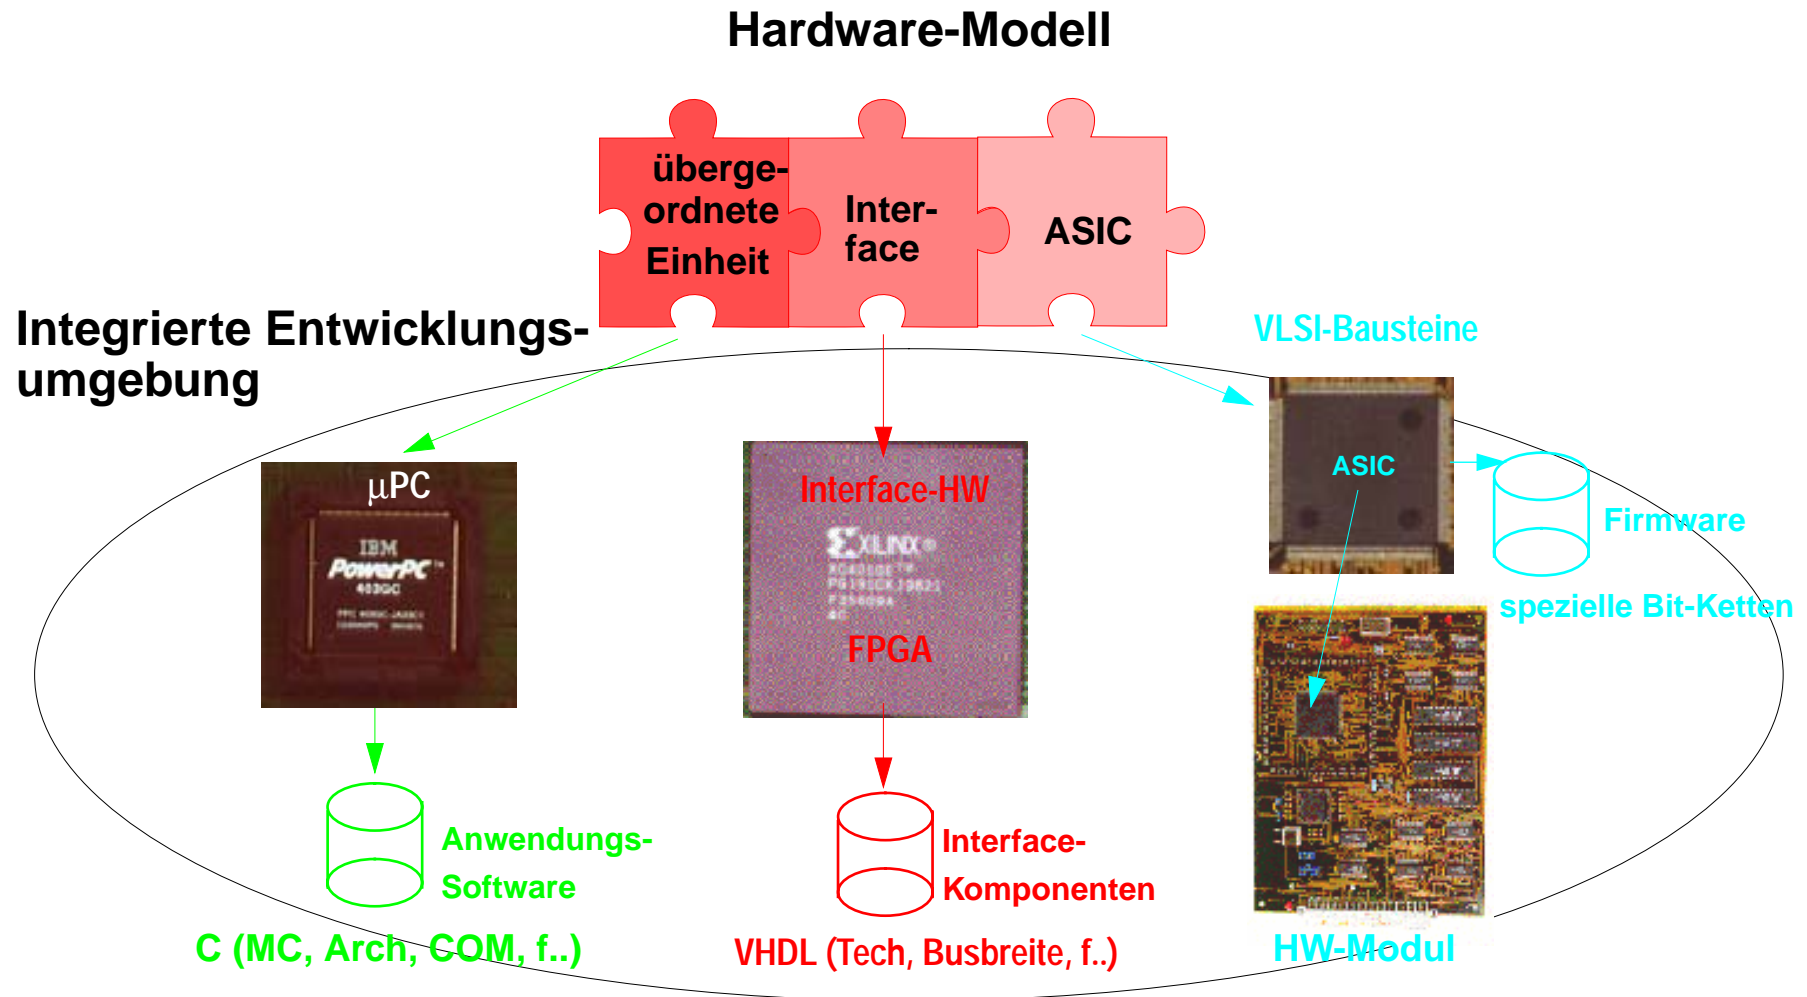 Hardware-Modell
überge-
ordnete
Einheit
Inter-
face
ASIC
Integrierte Entwicklungs-
umgebung
VLSI-Bausteine
μPC
IBM
PowerPC™
403GC
Interface-HW
XILINX®
FPGA
ASIC
Firmware
spezielle Bit-Ketten
Anwendungs-
Software
C (MC, Arch, COM, f..)
Interface-
Komponenten
VHDL (Tech, Busbreite, f..)
HW-Modul